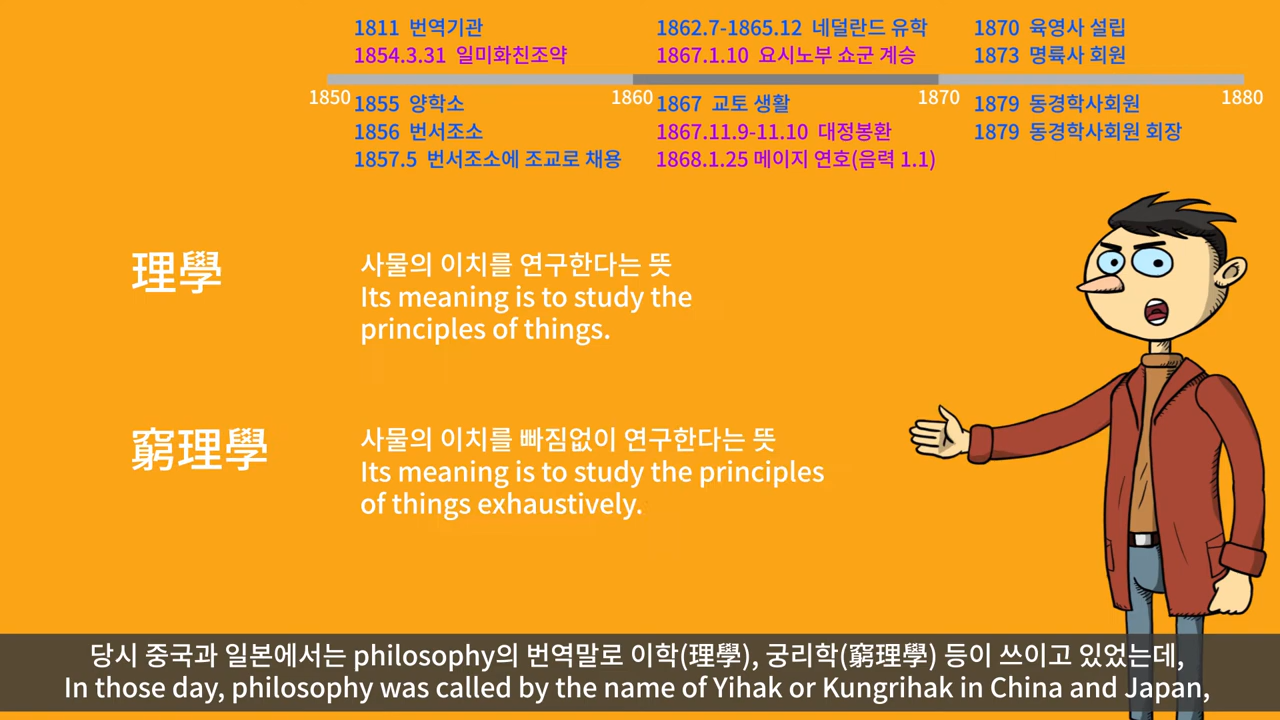 1811 번역기관
1854.3.31 일미화친조약
1862.7-1865.12 네덜란드 유학
1867.1.10 요시노부 쇼군 계승
1870 육영사 설립
1873 명륙사 회원
1850
1860
1870
1880
1855 양학소
1856 번서조소
1857.5 번서조소에 조교로 채용
1867 교토 생활
1867.11.9-11.10 대정봉환
1868.1.25 메이지 연호(음력 1.1)
1879 동경학사회원
1879 동경학사회원 회장
理學
사물의 이치를 연구한다는 뜻
Its meaning is to study the
principles of things.
窮理學
사물의 이치를 빠짐없이 연구한다는 뜻
Its meaning is to study the principles
of things exhaustively.
당시 중국과 일본에서는 philosophy의 번역말로 이학(理學), 궁리학(窮理學) 등이 쓰이고 있었는데,
In those day, philosophy was called by the name of Yihak or Kungrihak in China and Japan,